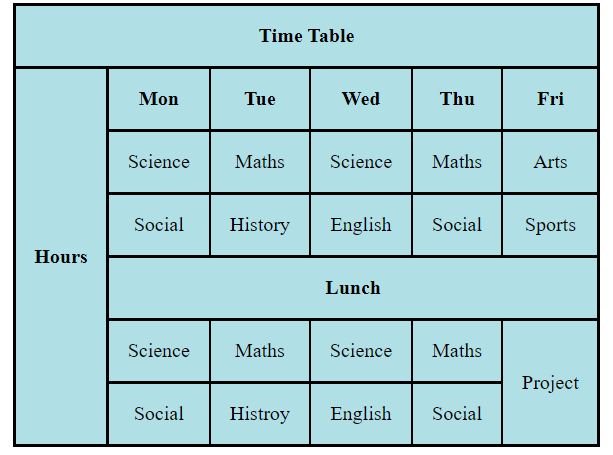 Time Table
Mon Tue Wed Thu Fri
Science Maths Science Maths Arts
Social History English Social Sports
Hours
Lunch
Science Maths Science Maths
Project
Social Histroy English Social